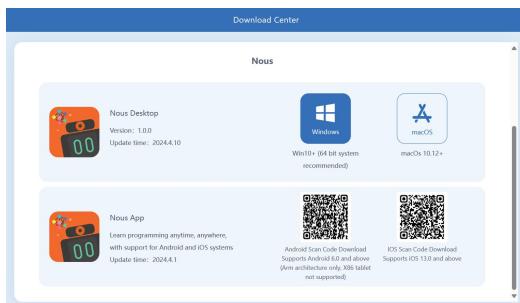 Download Center
Nous
Nous Desktop
Version: 1.0.0
Update time: 2024.4.10
Windows
Win10+ (64 bit system
recommended)
macOS
macOs 10.12+
Nous App
Learn programming anytime, anywhere,
with support for Android and iOS systems
Update time: 2024.4.1
Android Scan Code Download
Supports Android 6.0 and above
(Arm architecture only, X86 tablet
not supported)
IOS Scan Code Download
Supports iOS 13.0 and above